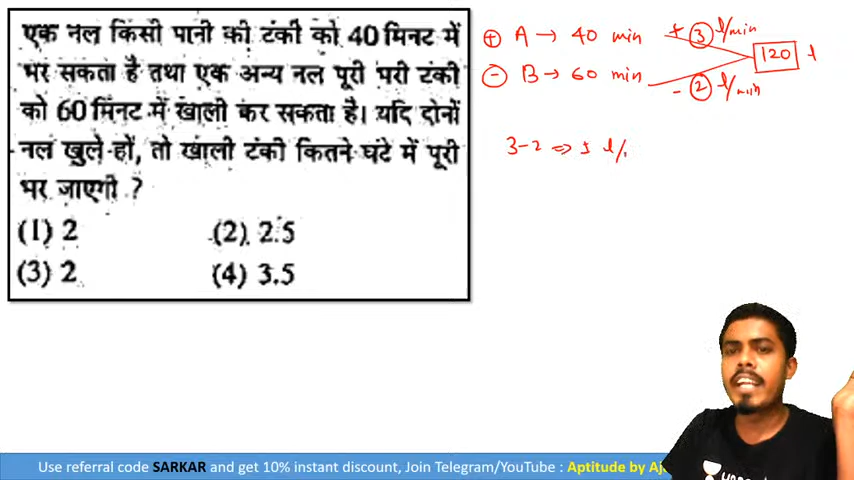 एक नल किसी पानी की टंकी को 40 मिनट में
भर सकता है तथा एक अन्य नल पूरी भरी टंकी
को 60 मिनट में खाली कर सकता है। यदि दोनों
नल खुले हों, तो खाली टंकी कितने घंटे में पूरी
भर जाएगी ?
(1) 2 (2) 2.5
(3) 2 (4) 3.5
+ A → 40 min + 3 l/min
120 l
- B → 60 min - 2 l/min
3-2 ⇒ 1 l/
Use referral code SARKAR and get 10% instant discount, Join Telegram/YouTube : Aptitude by Aj